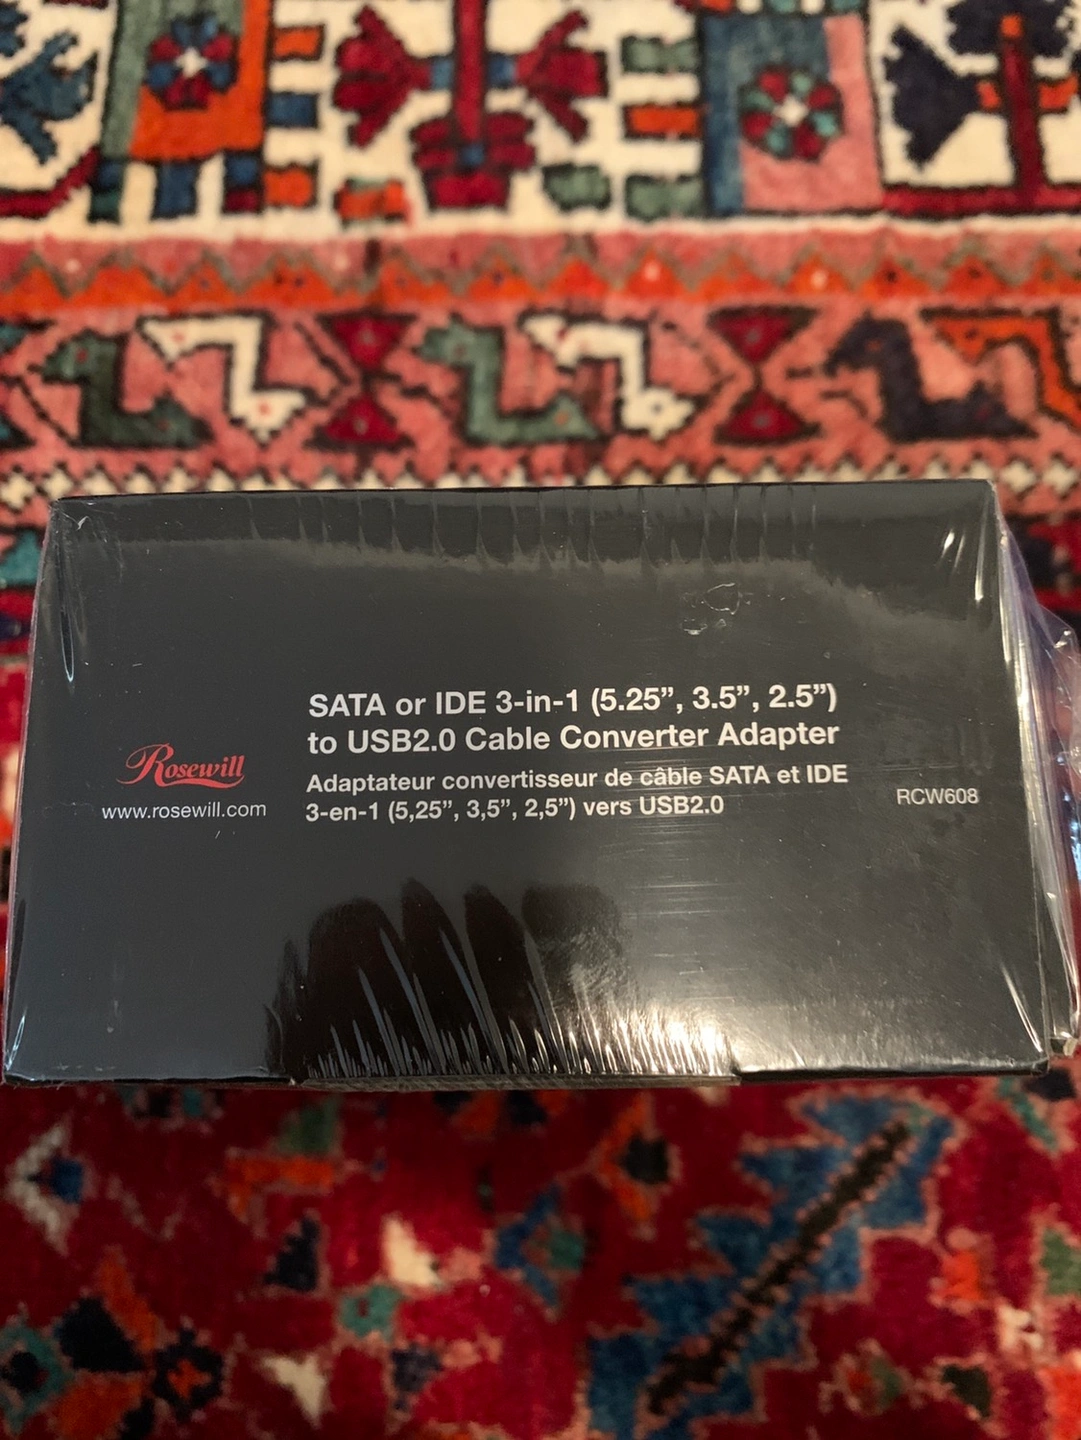 SATA or IDE 3-in-1 (5.25”, 3.5”, 2.5”)
to USB2.0 Cable Converter Adapter
Adaptateur convertisseur de câble SATA et IDE
3-en-1 (5,25”, 3,5”, 2,5”) vers USB2.0
Rosewill
www.rosewill.com
RCW608